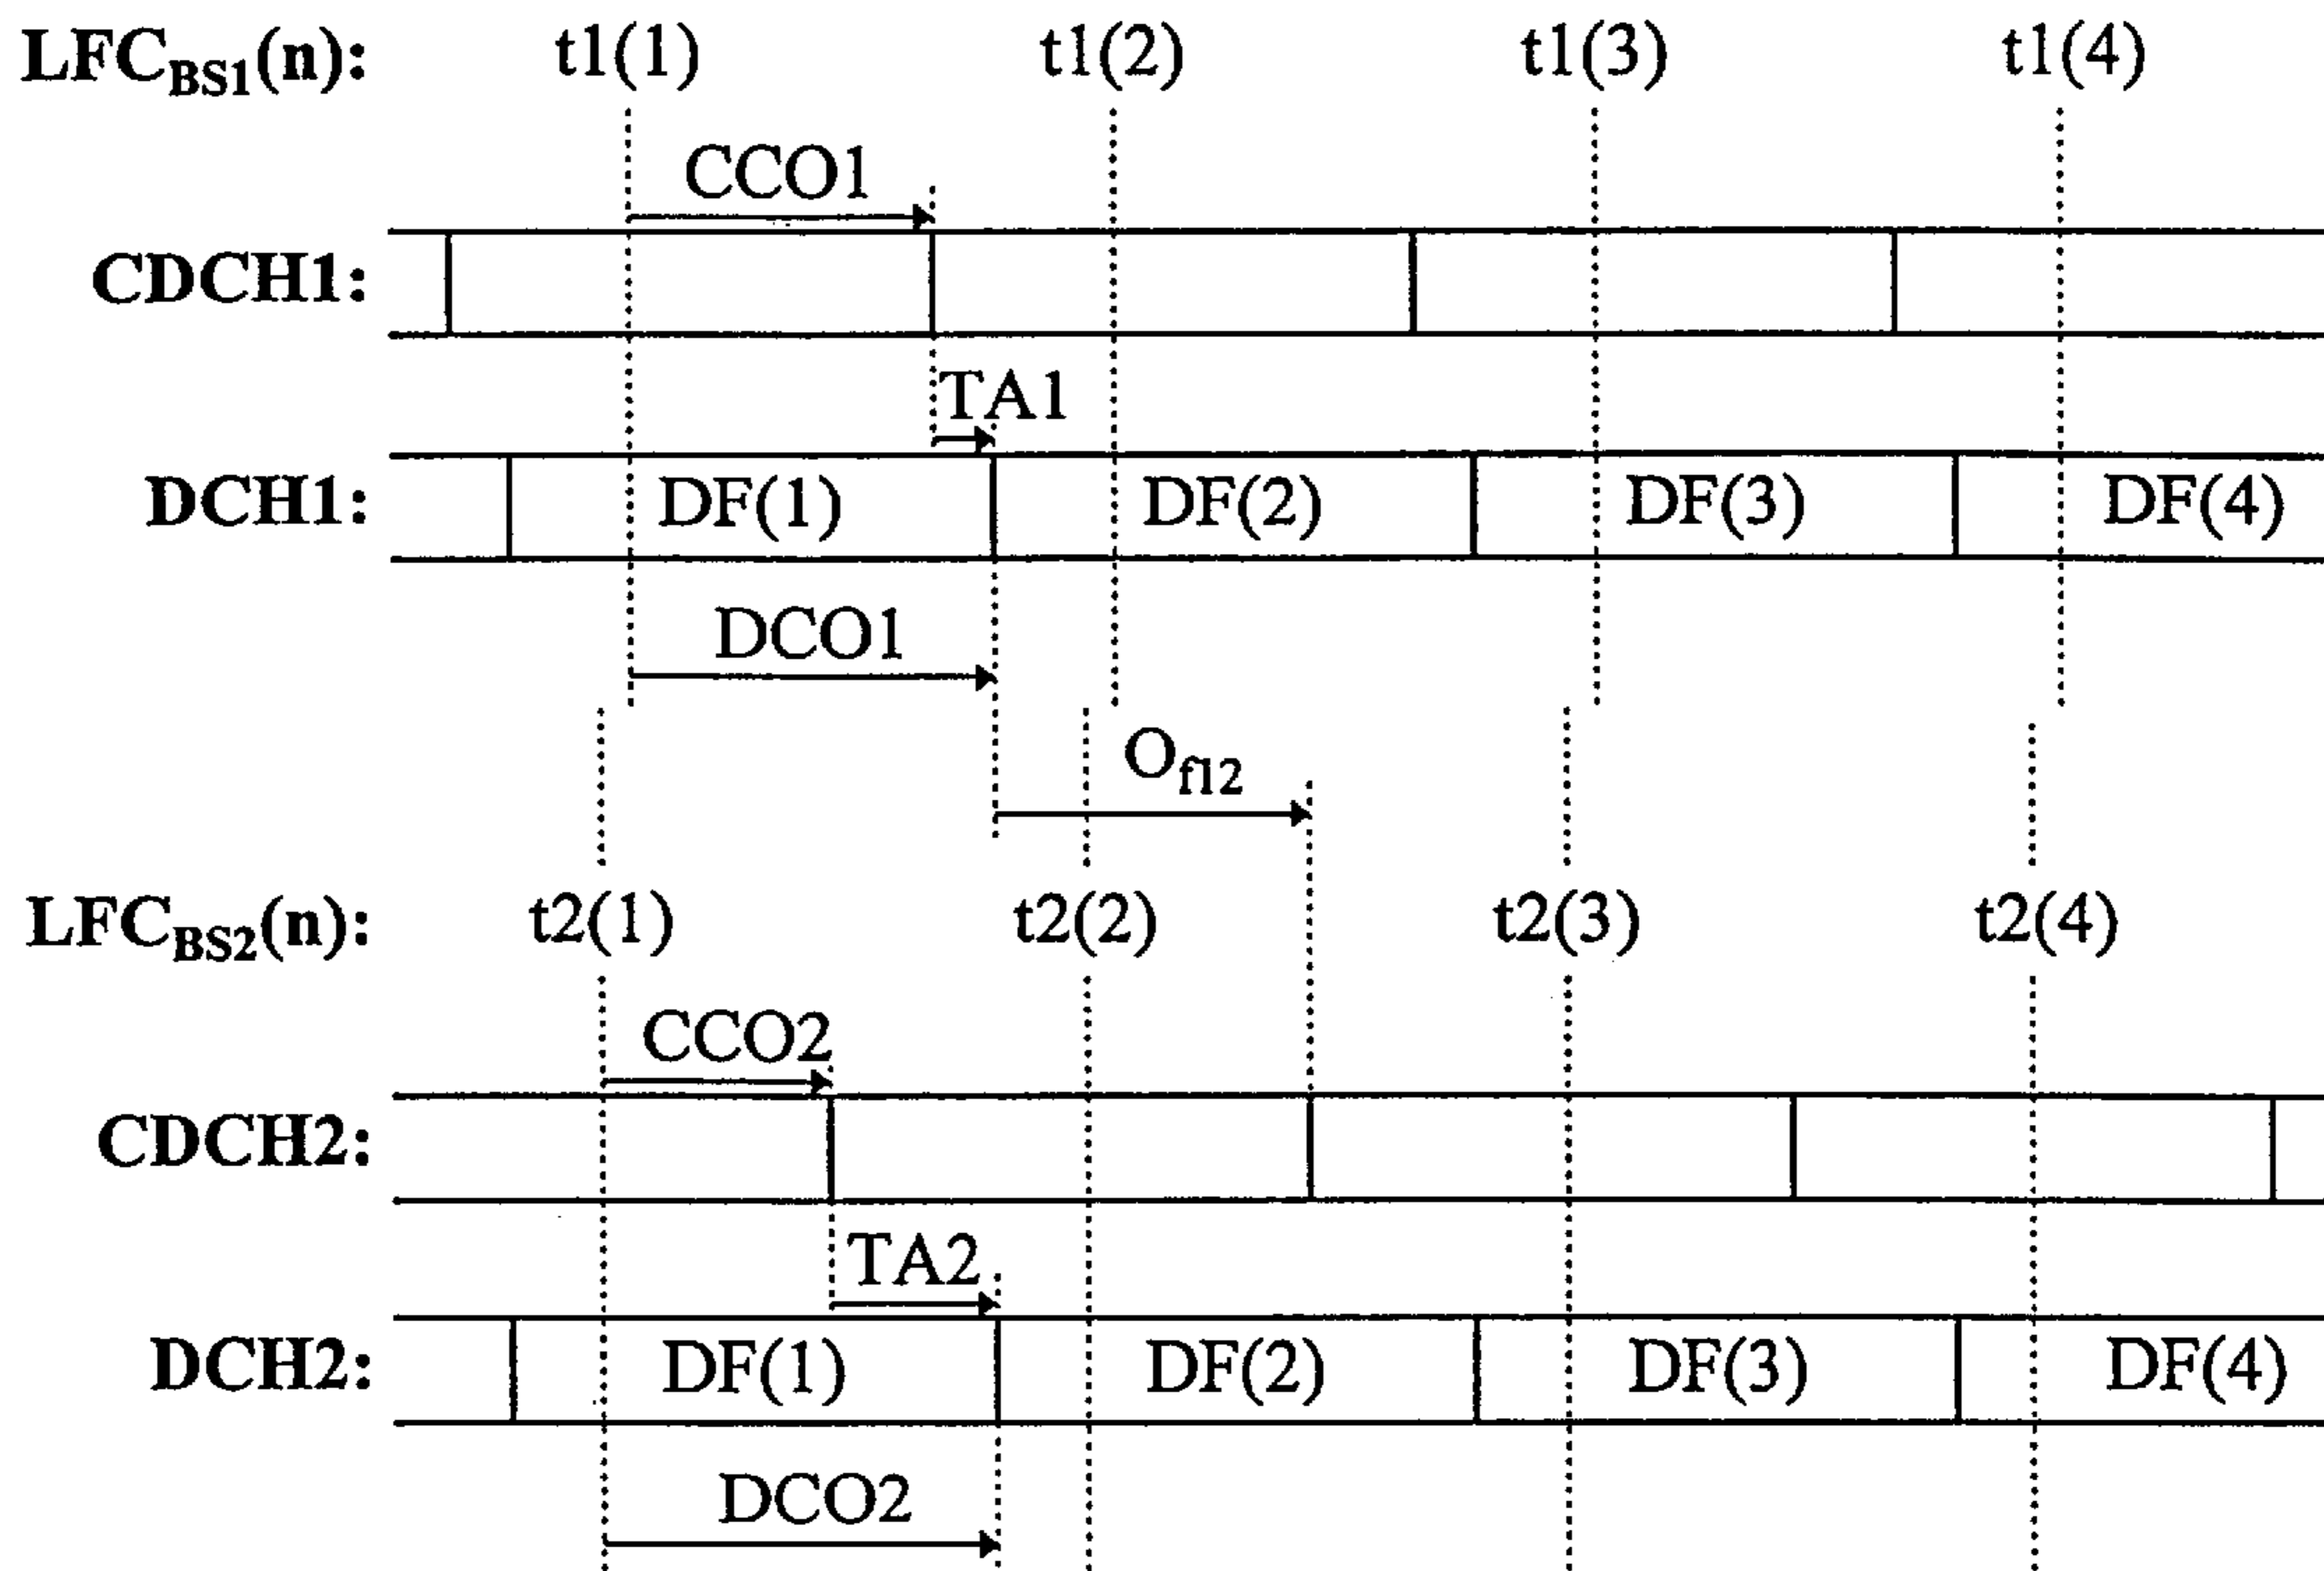 LFC_BS1(n): t1(1) t1(2) t1(3) t1(4)
CCO1
CDCH1:
TA1
DCH1: DF(1) DF(2) DF(3) DF(4)
DCO1
O_f12
LFC_BS2(n): t2(1) t2(2) t2(3) t2(4)
CCO2
CDCH2:
TA2
DCH2: DF(1) DF(2) DF(3) DF(4)
DCO2